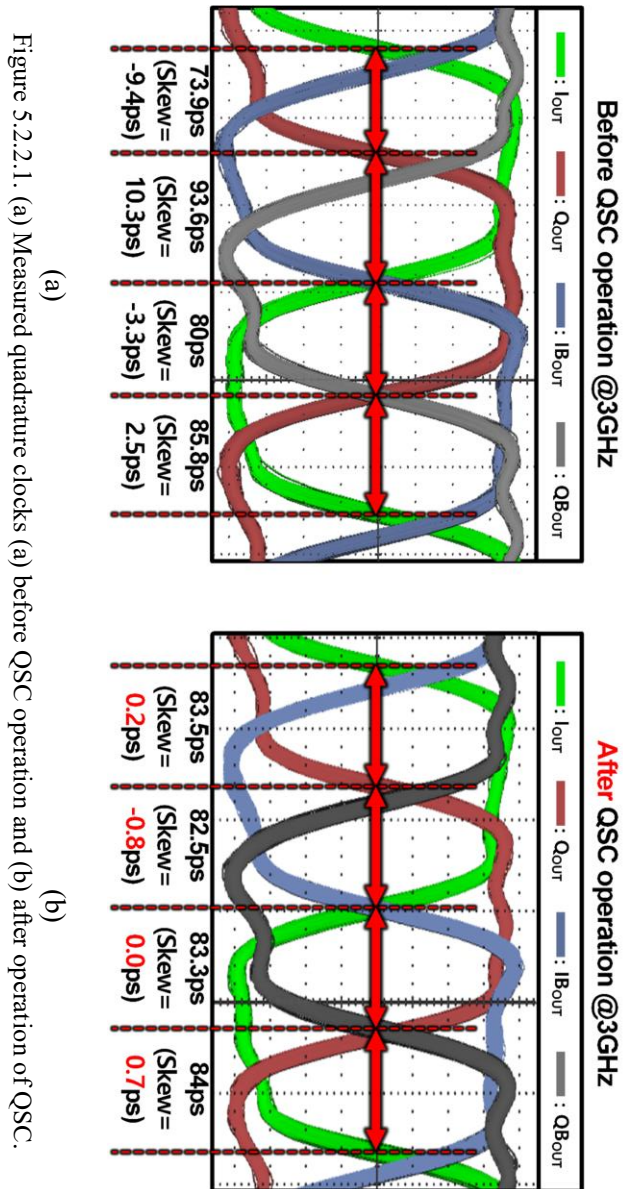 Before QSC operation @3GHz
: IOUT : QOUT : IBOUT : QBOUT
73.9ps 93.6ps 80ps 85.8ps
(Skew= (Skew= (Skew= (Skew=
-9.4ps) 10.3ps) -3.3ps) 2.5ps)
(a)
After QSC operation @3GHz
: IOUT : QOUT : IBOUT : QBOUT
83.5ps 82.5ps 83.3ps 84ps
(Skew= (Skew= (Skew= (Skew=
0.2ps) -0.8ps) 0.0ps) 0.7ps)
(b)
Figure 5.2.2.1. (a) Measured quadrature clocks (a) before QSC operation and (b) after operation of QSC.